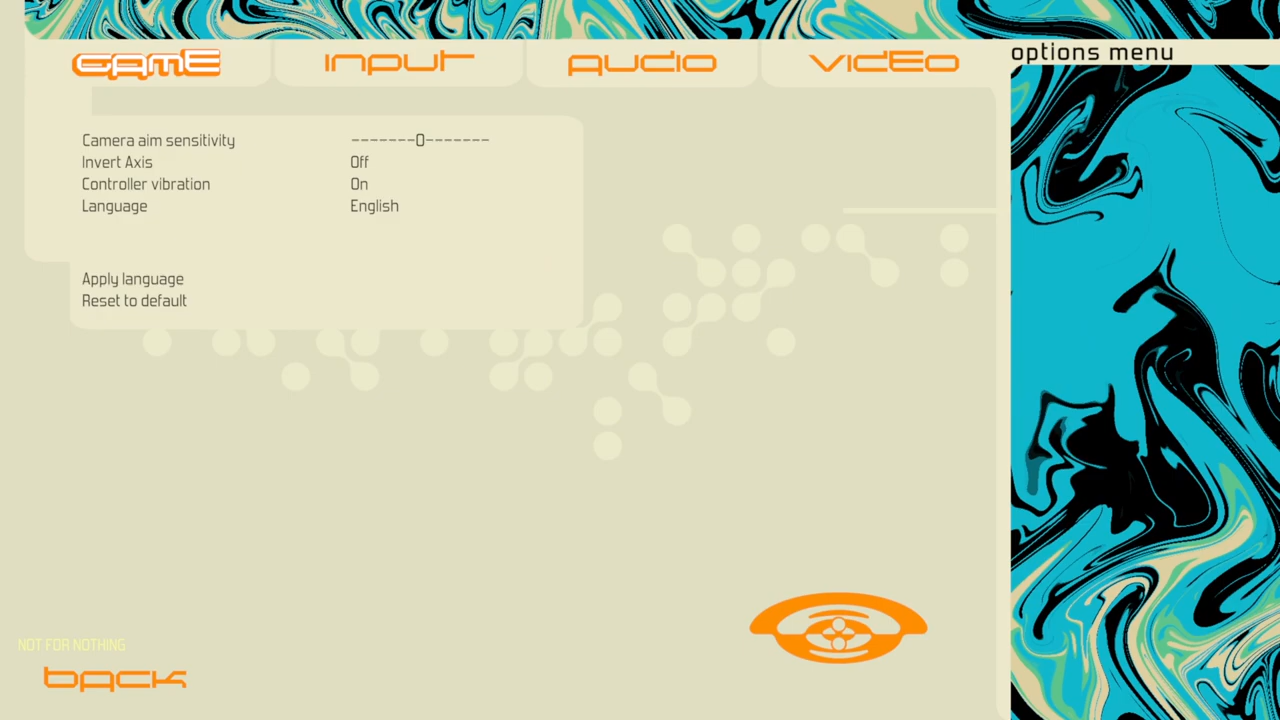 GAME
INPUT
AUDIO
VIDEO
options menu
Camera aim sensitivity -------0-------
Invert Axis Off
Controller vibration On
Language English
Apply language
Reset to default
NOT FOR NOTHING
BACK